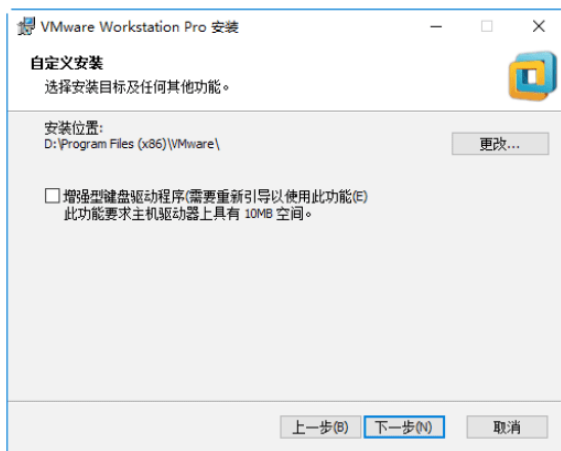 VMware Workstation Pro 安装
自定义安装
选择安装目标及任何其他功能。
安装位置:
D:\Program Files (x86)\VMware\
更改...
增强型键盘驱动程序(需要重新引导以使用此功能(E)
此功能要求主机驱动器上具有 10MB 空间。
上一步(B) 下一步(N) 取消